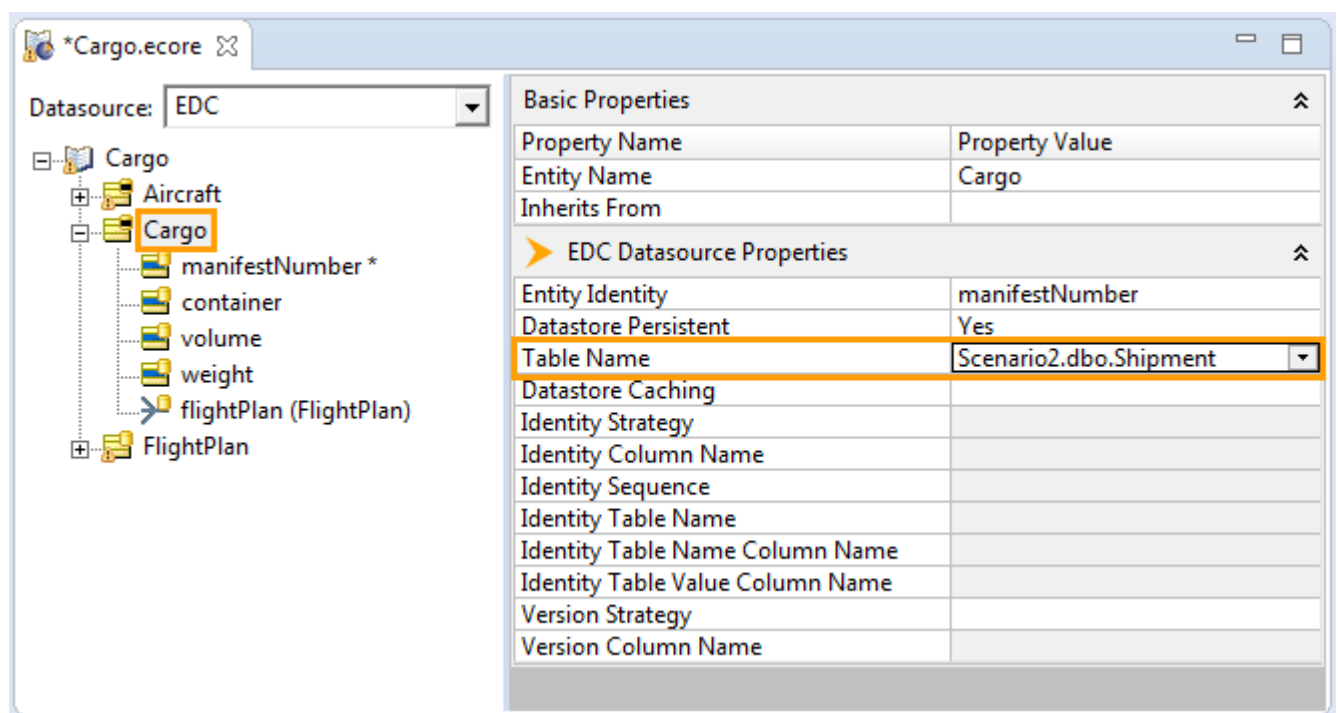 *Cargo.ecore
Datasource: EDC
Cargo
Aircraft
Cargo
manifestNumber *
container
volume
weight
flightPlan (FlightPlan)
FlightPlan
Basic Properties
Property Name Property Value
Entity Name Cargo
Inherits From
EDC Datasource Properties
Entity Identity manifestNumber
Datastore Persistent Yes
Table Name Scenario2.dbo.Shipment
Datastore Caching
Identity Strategy
Identity Column Name
Identity Sequence
Identity Table Name
Identity Table Name Column Name
Identity Table Value Column Name
Version Strategy
Version Column Name